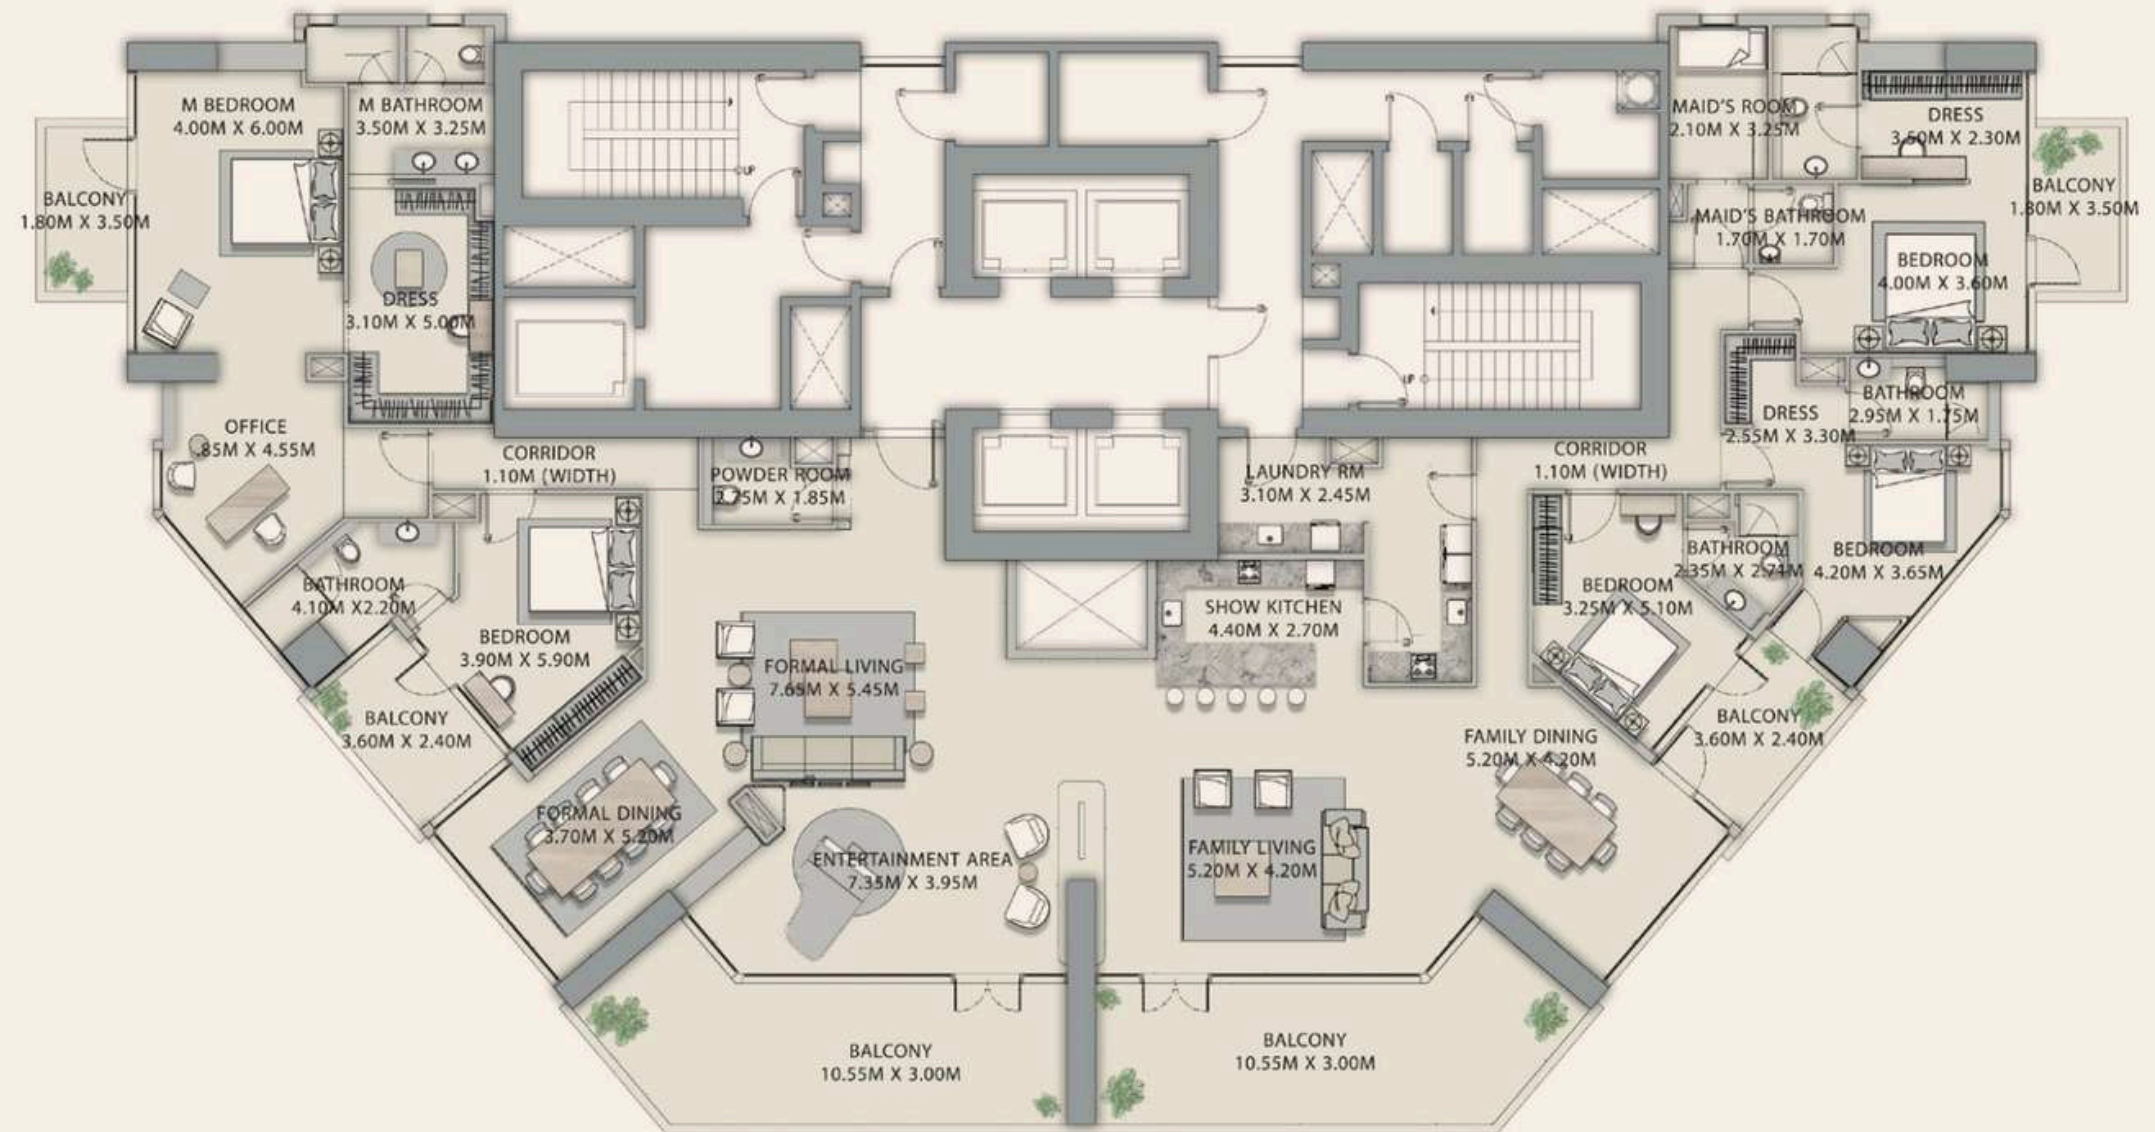 M BEDROOM
4.00M X 6.00M
M BATHROOM
3.50M X 3.25M
BALCONY
1.80M X 3.50M
DRESS
3.10M X 5.00M
OFFICE
.85M X 4.55M
CORRIDOR
1.10M (WIDTH)
POWDER ROOM
2.75M X 1.85M
BATHROOM
4.10M X2.20M
BEDROOM
3.90M X 5.90M
BALCONY
3.60M X 2.40M
FORMAL LIVING
7.65M X 5.45M
FORMAL DINING
3.70M X 5.20M
ENTERTAINMENT AREA
7.35M X 3.95M
BALCONY
10.55M X 3.00M
UP
UP
MAID'S ROOM
2.10M X 3.25M
DRESS
3.50M X 2.30M
BALCONY
1.80M X 3.50M
MAID'S BATHROOM
1.70M X 1.70M
BEDROOM
4.00M X 3.60M
BATHROOM
2.95M X 1.75M
DRESS
2.55M X 3.30M
CORRIDOR
1.10M (WIDTH)
LAUNDRY RM
3.10M X 2.45M
SHOW KITCHEN
4.40M X 2.70M
BATHROOM
2.35M X 2.71M
BEDROOM
4.20M X 3.65M
BEDROOM
3.25M X 5.10M
BALCONY
3.60M X 2.40M
FAMILY DINING
5.20M X 4.20M
FAMILY LIVING
5.20M X 4.20M
BALCONY
10.55M X 3.00M